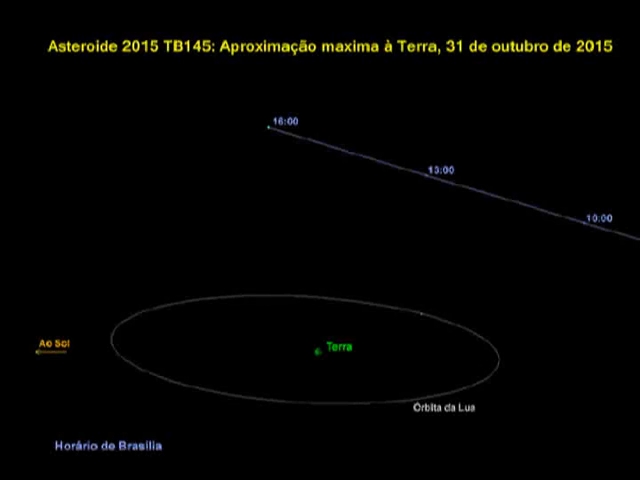 Asteroide 2015 TB145: Aproximação maxima à Terra, 31 de outubro de 2015
16:00
13:00
10:00
Ao Sol
Terra
Órbita da Lua
Horário de Brasília